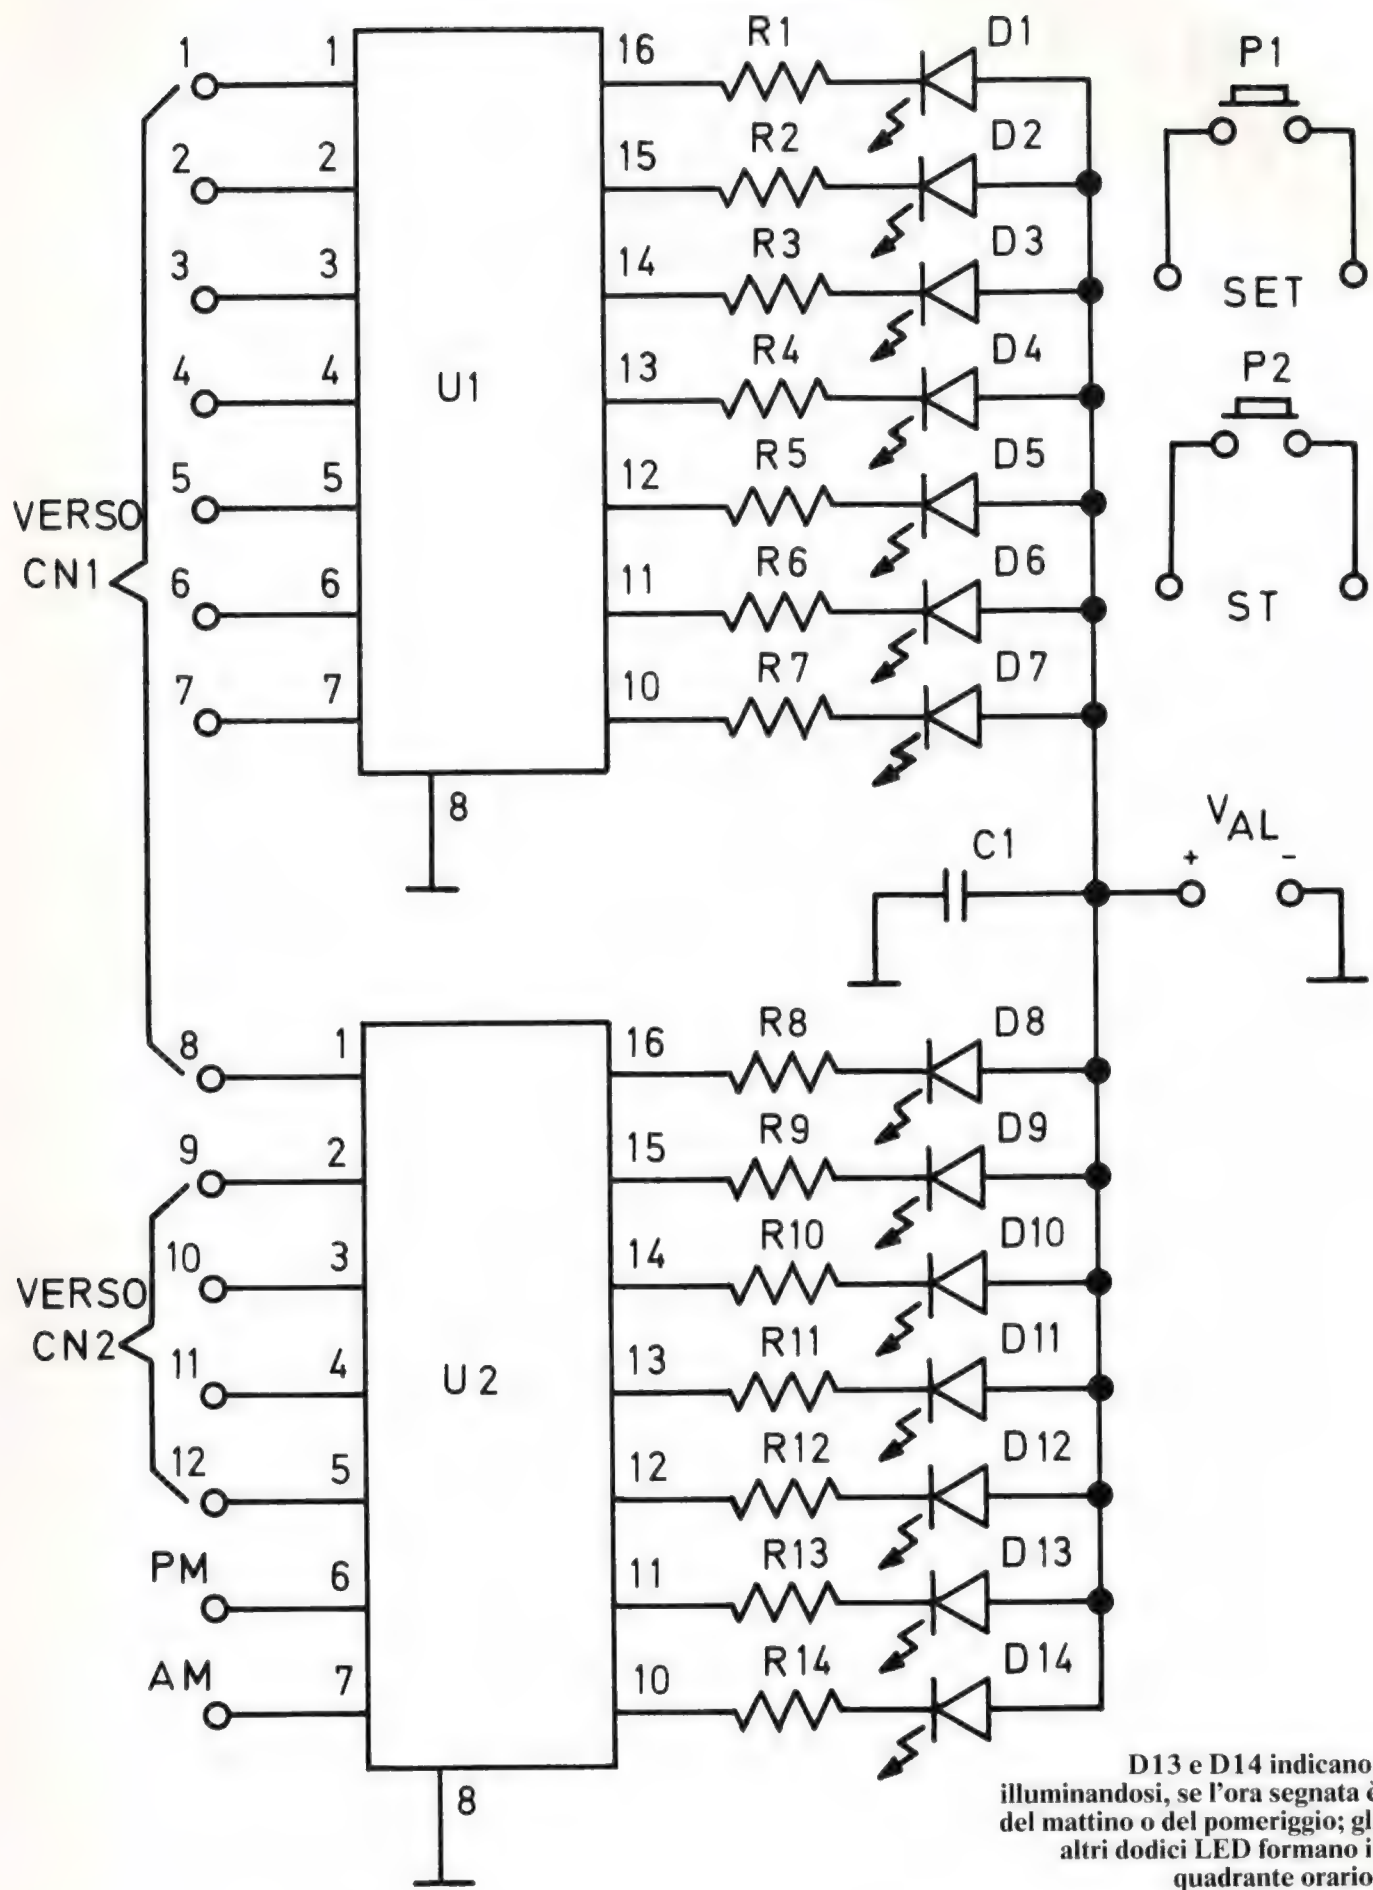 R1 D1
1 1 16 P1
R2 D2
2 2 15
R3 D3
3 3 14 SET
R4 D4
4 4 13 P2
U1
R5 D5
5 5 12
VERSO
CN1
R6 D6
6 6 11 ST
R7 D7
7 7 10
8
C1 VAL
+ -
R8 D8
8 1 16
R9 D9
9 2 15
R10 D10
10 3 14
VERSO
CN2
R11 D11
11 4 13
U2
R12 D12
12 5 12
R13 D13
PM 6 11
R14 D14
AM 7 10
8
D13 e D14 indicano
illuminandosi, se l'ora segnata è
del mattino o del pomeriggio; gl
altri dodici LED formano i
quadrante orario